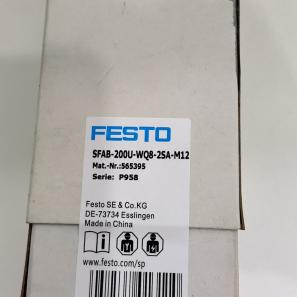 FESTO
SFAB-200U-WQ8-2SA-M12
Mat.-Nr.:565395
Serie: P958
Festo SE & Co.KG
DE-73734 Esslingen
Made in China
www.festo.com/sp